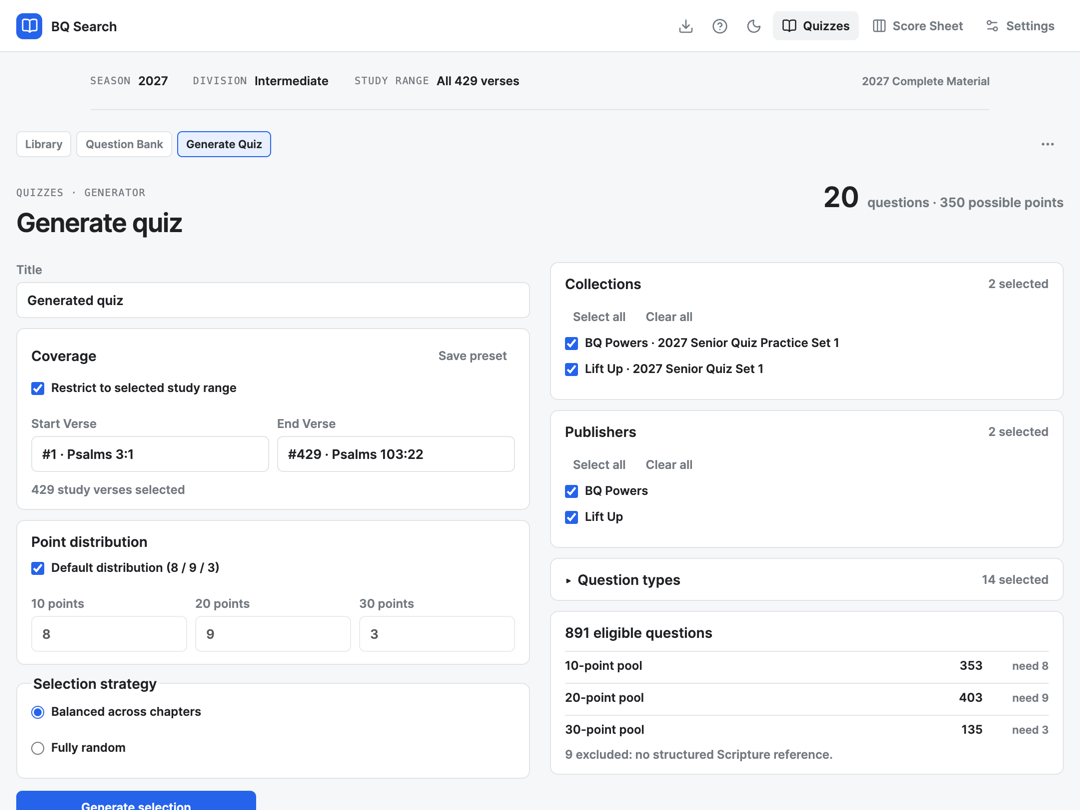 BQ Search
Quizzes
Score Sheet
Settings
SEASON 2027 DIVISION Intermediate STUDY RANGE All 429 verses
2027 Complete Material
Library
Question Bank
Generate Quiz
QUIZZES · GENERATOR
Generate quiz
20 questions · 350 possible points
Title
Generated quiz
Coverage
Save preset
Restrict to selected study range
Start Verse
End Verse
#1 · Psalms 3:1
#429 · Psalms 103:22
429 study verses selected
Point distribution
Default distribution (8 / 9 / 3)
10 points
20 points
30 points
8
9
3
Selection strategy
Balanced across chapters
Fully random
Generate selection
Collections
2 selected
Select all
Clear all
BQ Powers · 2027 Senior Quiz Practice Set 1
Lift Up · 2027 Senior Quiz Set 1
Publishers
2 selected
Select all
Clear all
BQ Powers
Lift Up
Question types
14 selected
891 eligible questions
10-point pool 353 need 8
20-point pool 403 need 9
30-point pool 135 need 3
9 excluded: no structured Scripture reference.